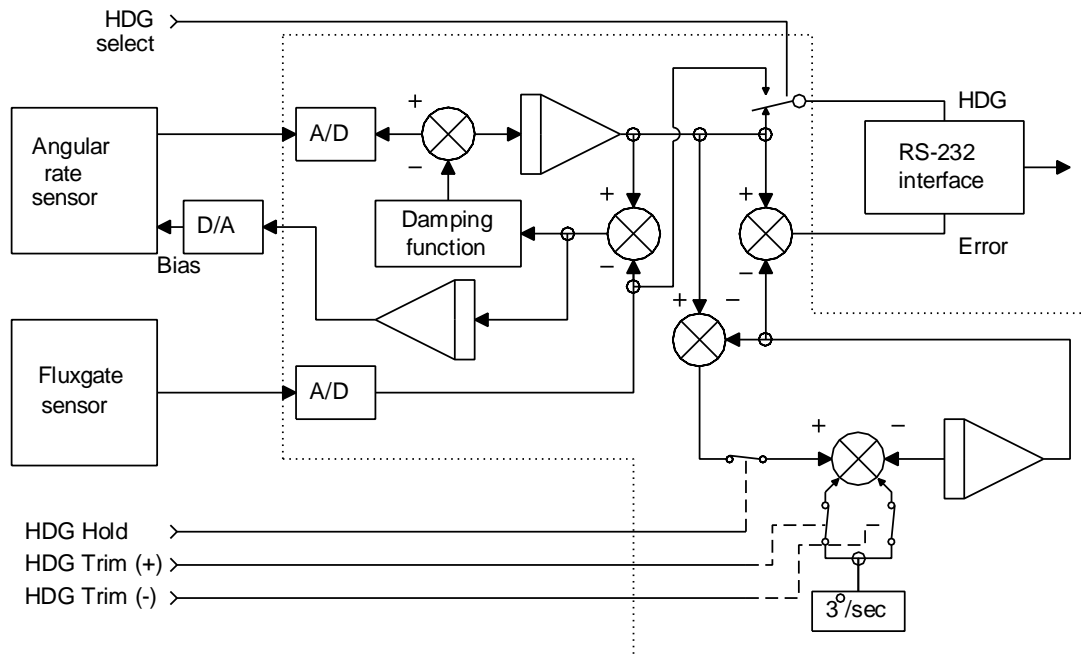 HDG
select
HDG
Angular
rate
sensor
A/D
+
−
RS-232
interface
D/A
Bias
Damping
function
+
−
+
−
Error
+
−
Fluxgate
sensor
A/D
+
−
HDG Hold
HDG Trim (+)
HDG Trim (-)
3°/sec